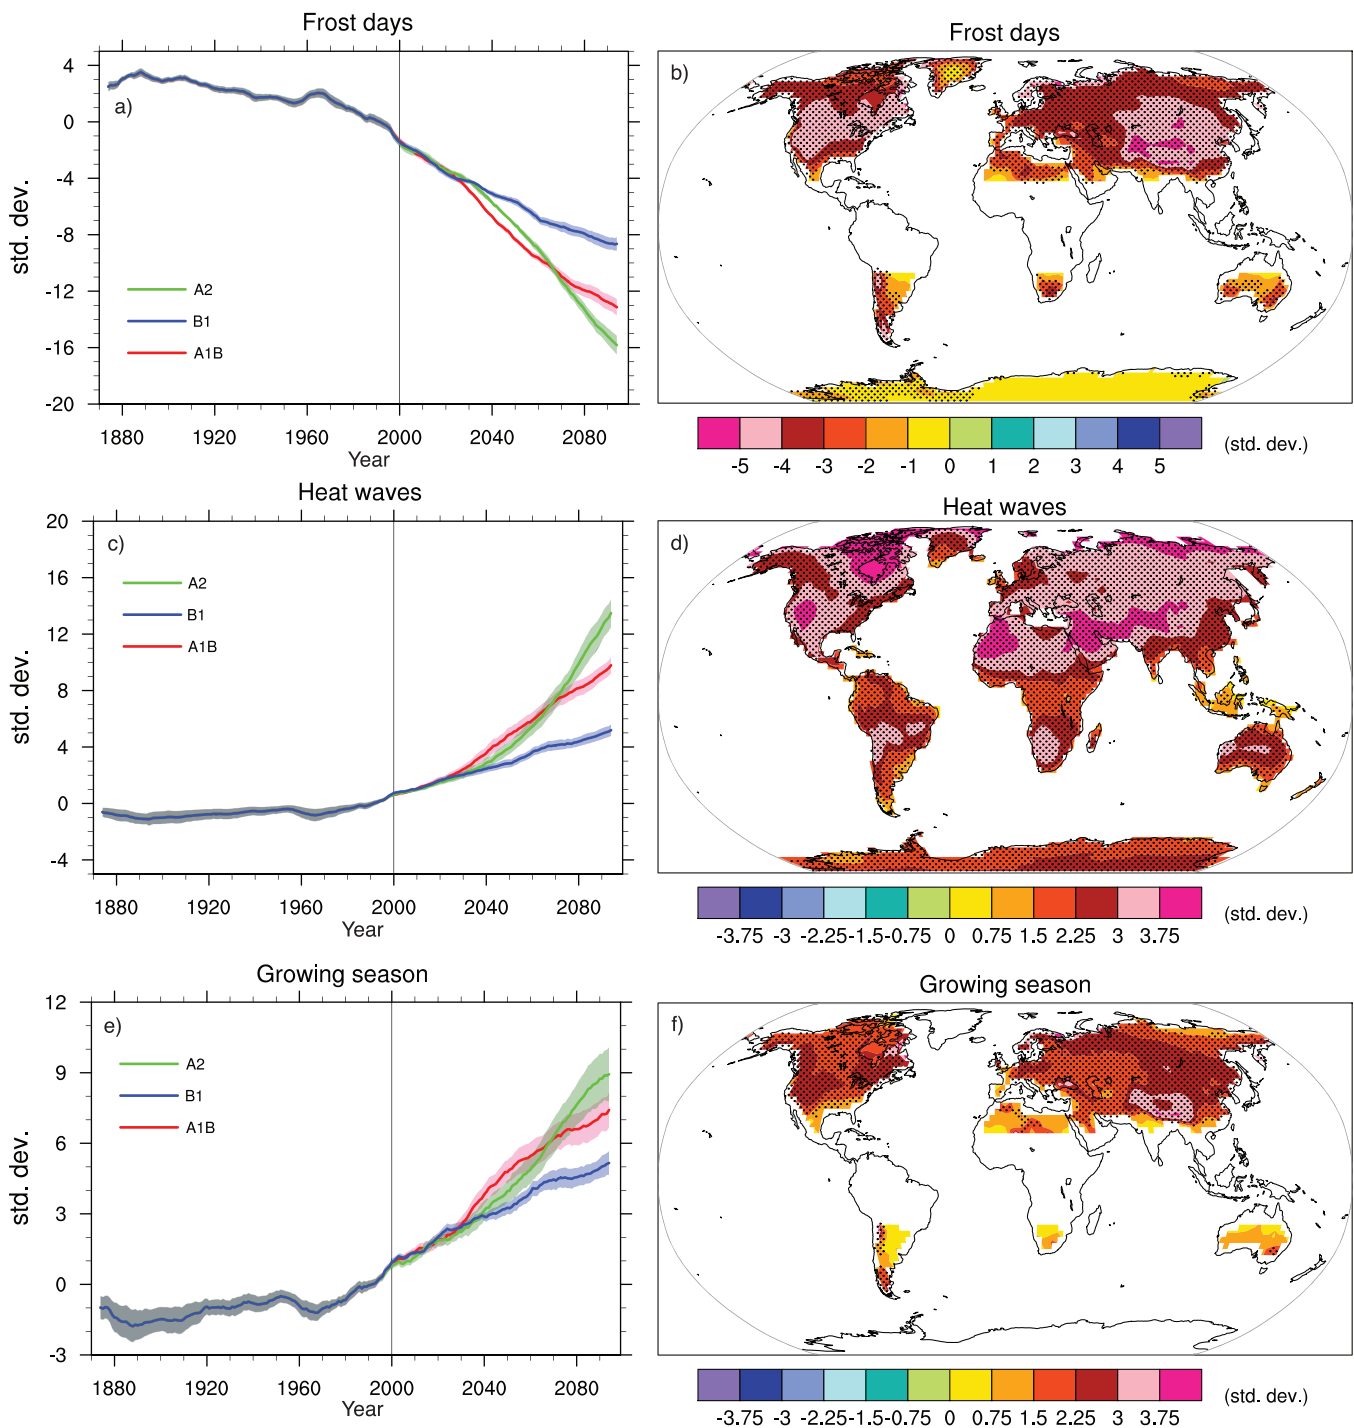 Frost days
4
0
-4
-8
-12
-16
-20
std. dev.
a)
A2
B1
A1B
1880 1920 1960 2000 2040 2080
Year
Frost days
b)
-5 -4 -3 -2 -1 0 1 2 3 4 5
(std. dev.)
Heat waves
20
16
12
8
4
0
-4
std. dev.
c)
A2
B1
A1B
1880 1920 1960 2000 2040 2080
Year
Heat waves
d)
-3.75 -3 -2.25 -1.5 -0.75 0 0.75 1.5 2.25 3 3.75
(std. dev.)
Growing season
12
9
6
3
0
-3
std. dev.
e)
A2
B1
A1B
1880 1920 1960 2000 2040 2080
Year
Growing season
f)
-3.75 -3 -2.25 -1.5 -0.75 0 0.75 1.5 2.25 3 3.75
(std. dev.)